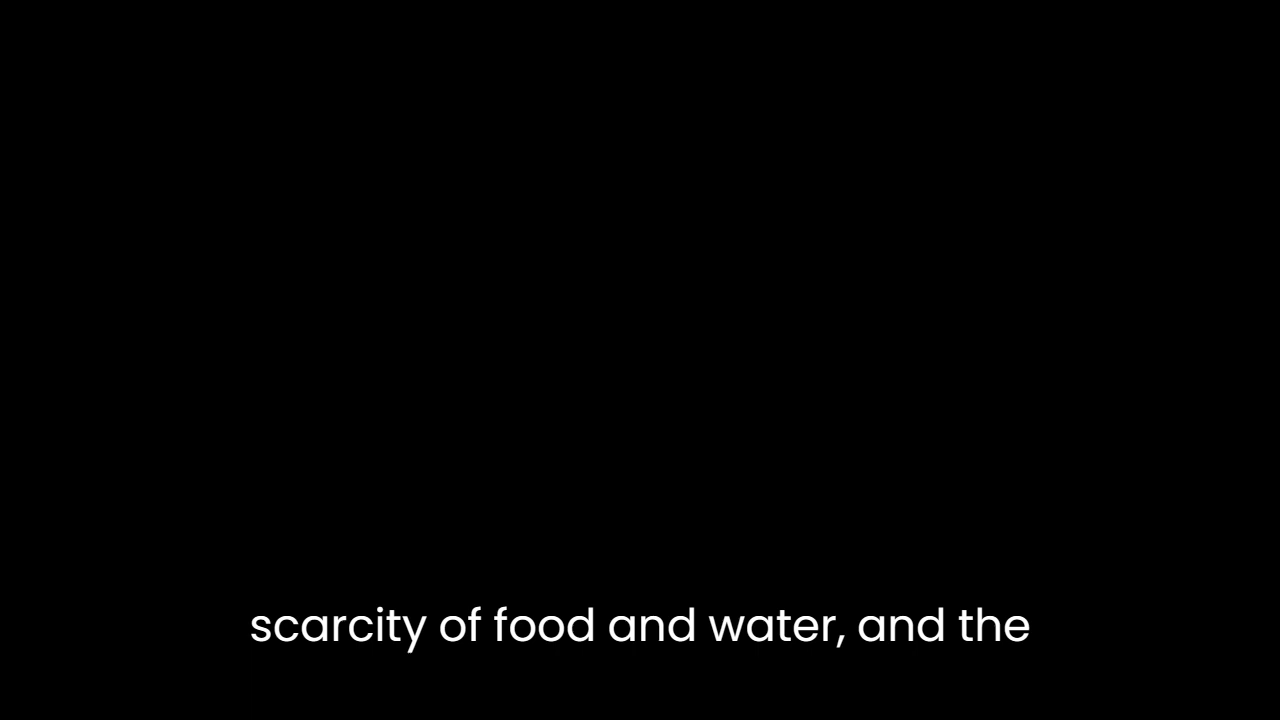 scarcity of food and water, and the